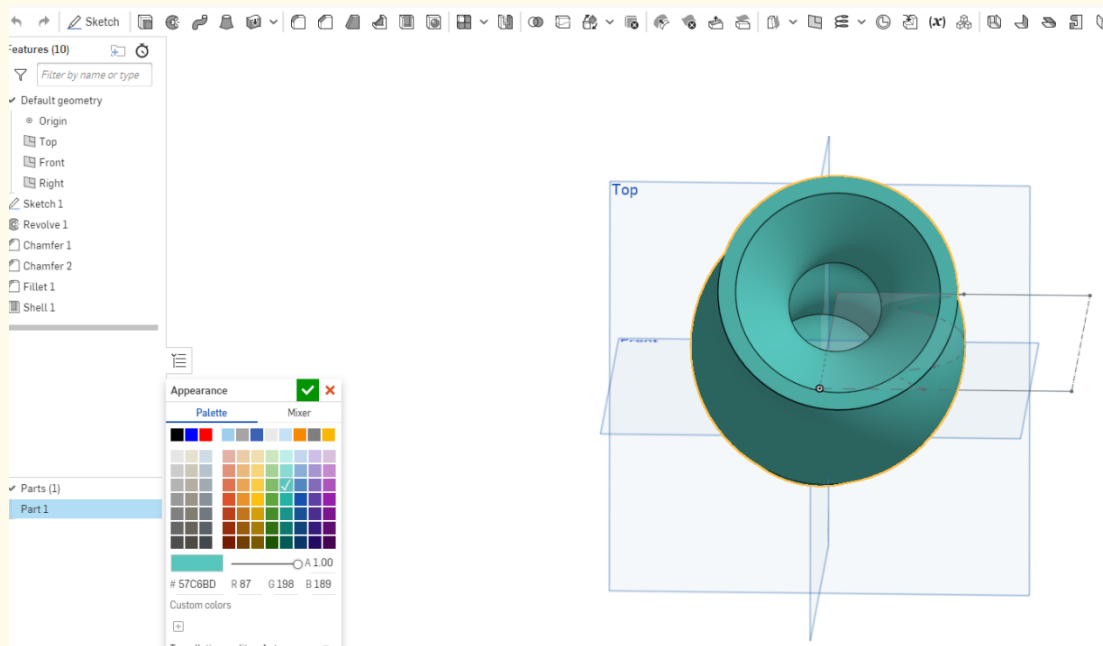 Sketch
(x)
Features (10)
Filter by name or type
Default geometry
Origin
Top
Front
Right
Sketch 1
Revolve 1
Chamfer 1
Chamfer 2
Fillet 1
Shell 1
Top
Front
Appearance
Palette
Mixer
Parts (1)
Part 1
A 1.00
# 57C6BD R 87 G 198 B 189
Custom colors